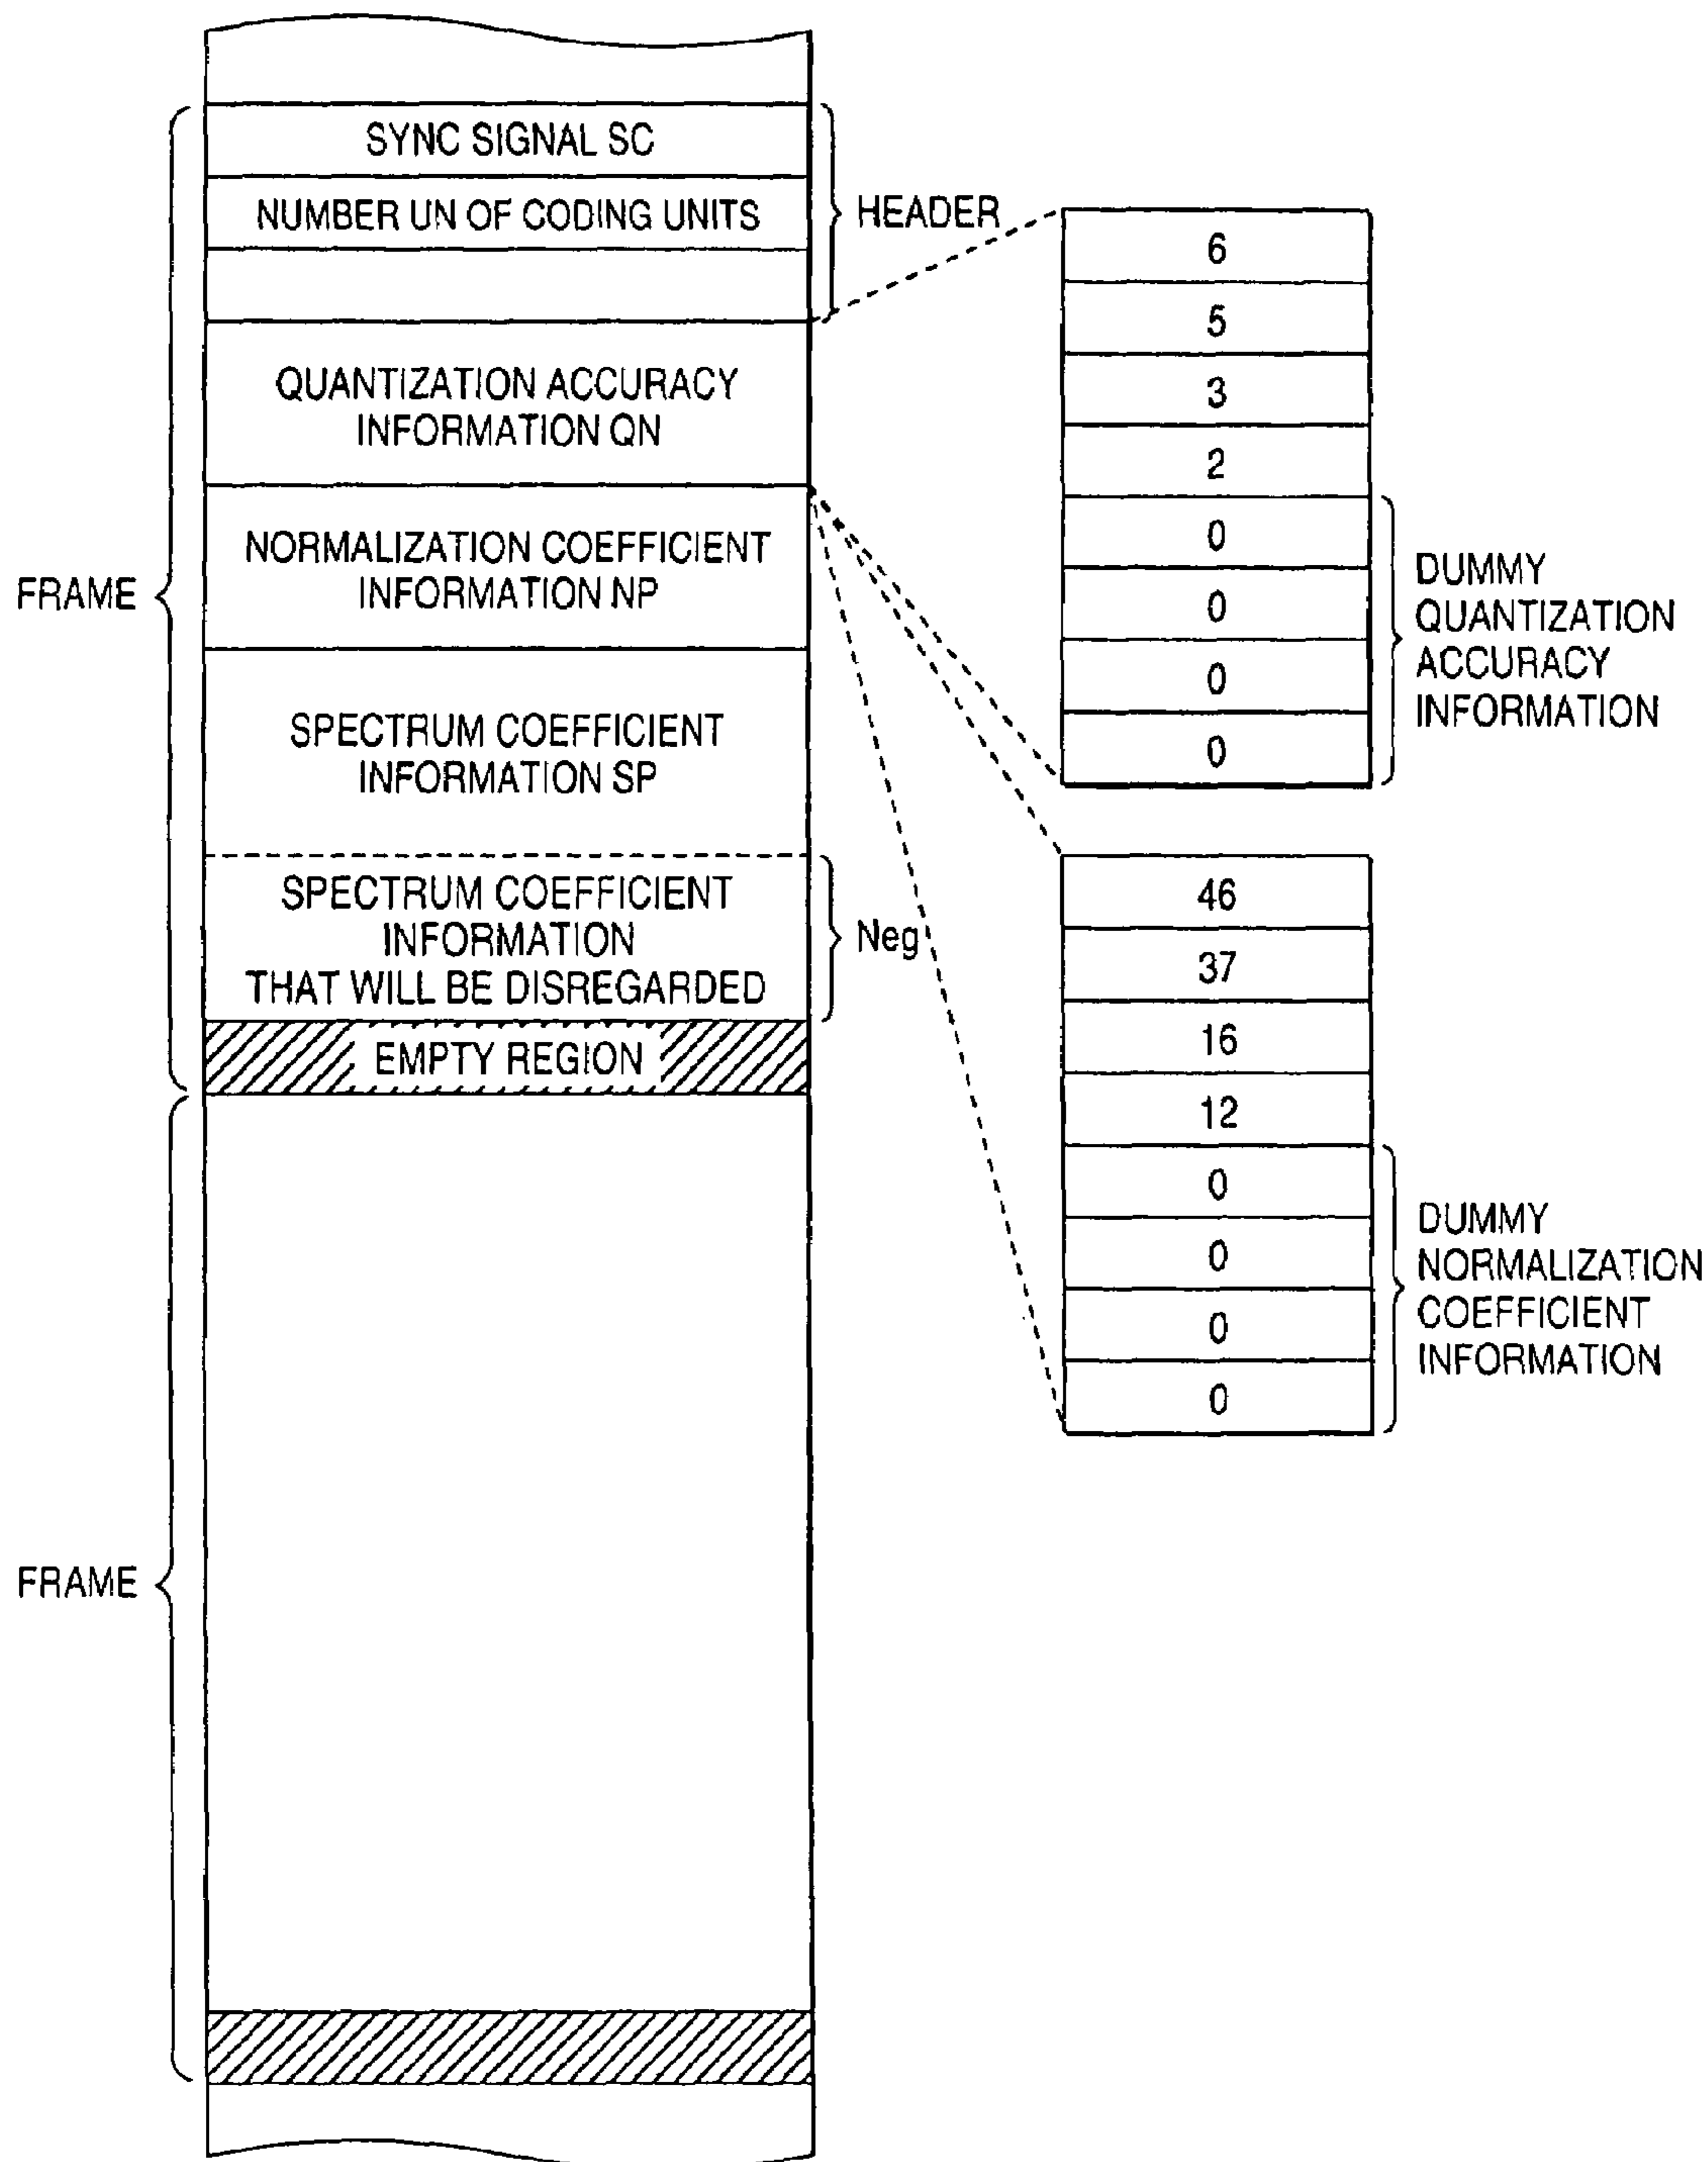 SYNC SIGNAL SC
NUMBER UN OF CODING UNITS
HEADER
QUANTIZATION ACCURACY
INFORMATION QN
NORMALIZATION COEFFICIENT
INFORMATION NP
FRAME
SPECTRUM COEFFICIENT
INFORMATION SP
SPECTRUM COEFFICIENT
INFORMATION
THAT WILL BE DISREGARDED
Neg
EMPTY REGION
FRAME
6
5
3
2
0
0
0
0
DUMMY
QUANTIZATION
ACCURACY
INFORMATION
46
37
16
12
0
0
0
0
DUMMY
NORMALIZATION
COEFFICIENT
INFORMATION